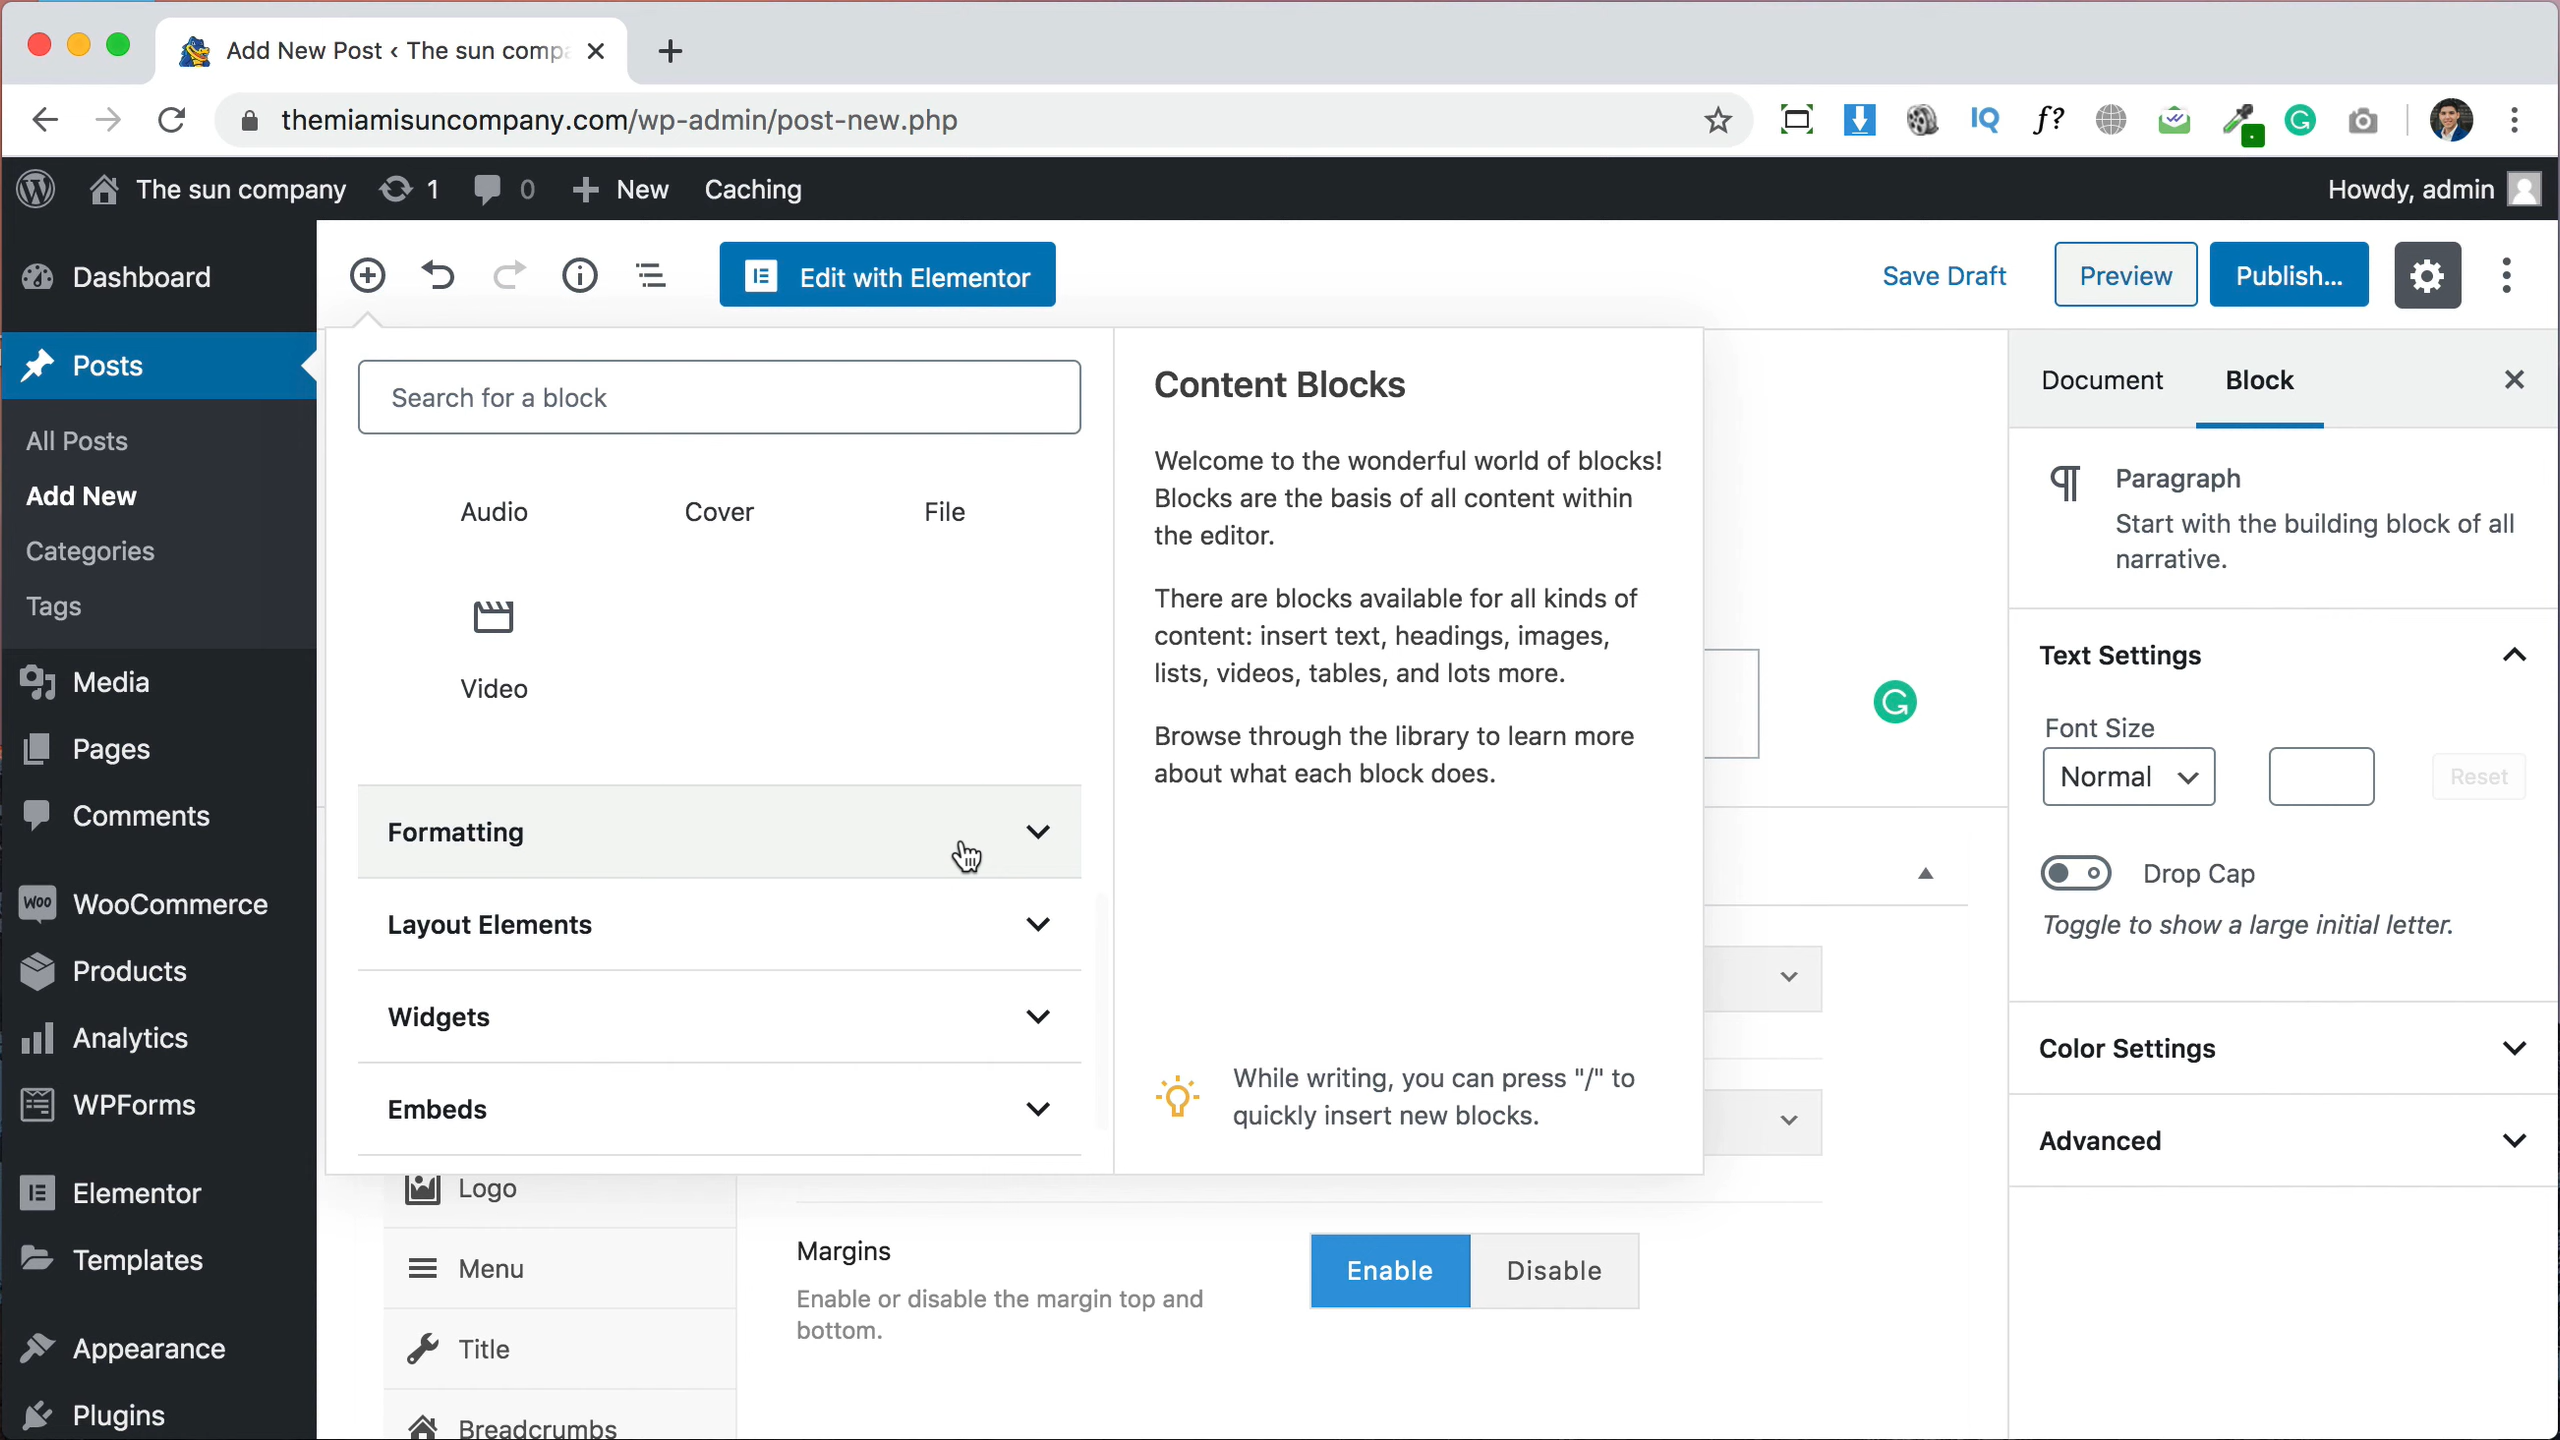 Add New Post ‹ The sun comp
themiamisuncompany.com/wp-admin/post-new.php
IQ
f?
The sun company
1
0
New
Caching
Howdy, admin
Dashboard
Posts
All Posts
Add New
Categories
Tags
Media
Pages
Comments
WooCommerce
Products
Analytics
WPForms
Elementor
Templates
Appearance
Plugins
Edit with Elementor
Save Draft
Preview
Publish...
Search for a block
Audio
Cover
File
Video
Formatting
Layout Elements
Widgets
Embeds
Content Blocks
Welcome to the wonderful world of blocks!
Blocks are the basis of all content within
the editor.
There are blocks available for all kinds of
content: insert text, headings, images,
lists, videos, tables, and lots more.
Browse through the library to learn more
about what each block does.
While writing, you can press "/" to
quickly insert new blocks.
Logo
Menu
Title
Breadcrumbs
Margins
Enable or disable the margin top and
bottom.
Enable
Disable
Document
Block
Paragraph
Start with the building block of all
narrative.
Text Settings
Font Size
Normal
Reset
Drop Cap
Toggle to show a large initial letter.
Color Settings
Advanced